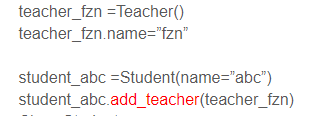 teacher_fzn =Teacher()
teacher_fzn.name=”fzn”
student_abc =Student(name=”abc”)
student_abc.add_teacher(teacher_fzn)